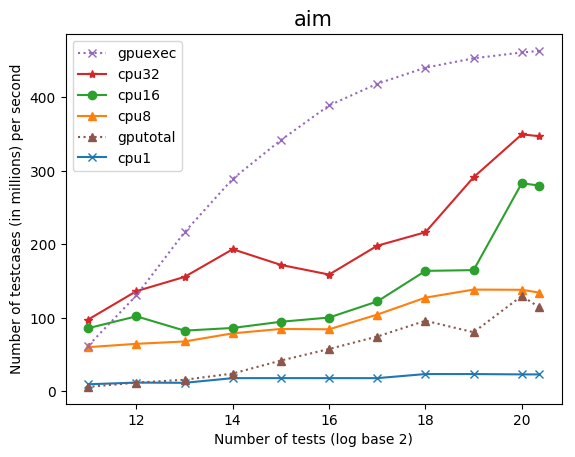 aim
gpuexec
cpu32
cpu16
cpu8
gputotal
cpu1
Number of testcases (in millions) per second
400
300
200
100
0
12
14
16
18
20
Number of tests (log base 2)